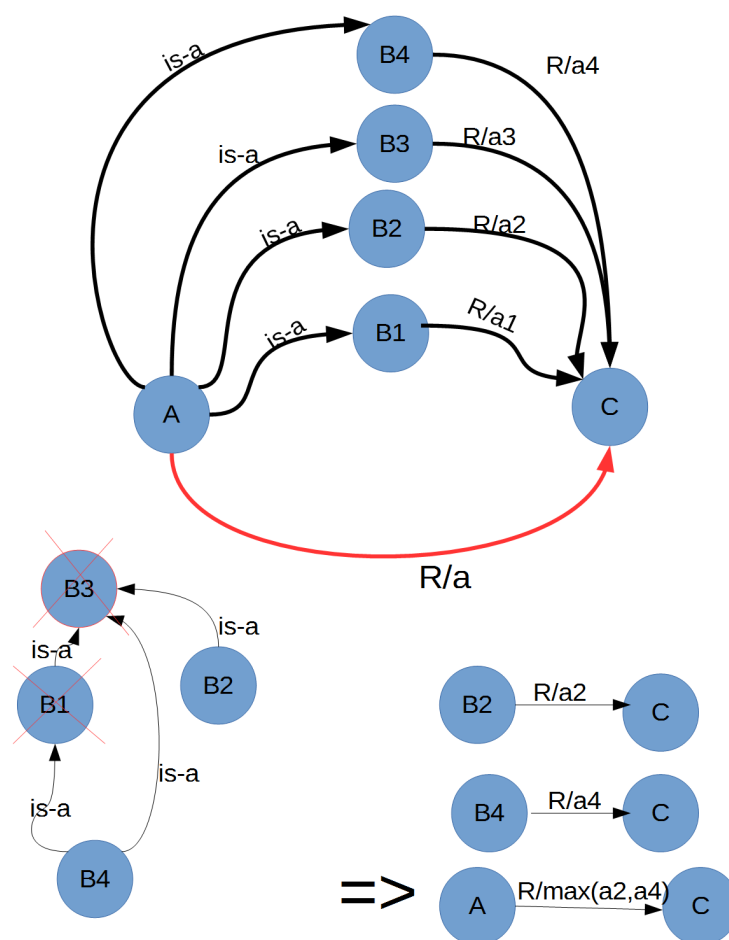 is-a
B4
R/a4
is-a
B3
R/a3
is-a
B2
R/a2
is-a
B1
R/a1
A
C
R/a
B3
is-a
is-a
B1
B2
is-a
is-a
B4
B2
R/a2
C
B4
R/a4
C
=>
A
R/max(a2,a4)
C